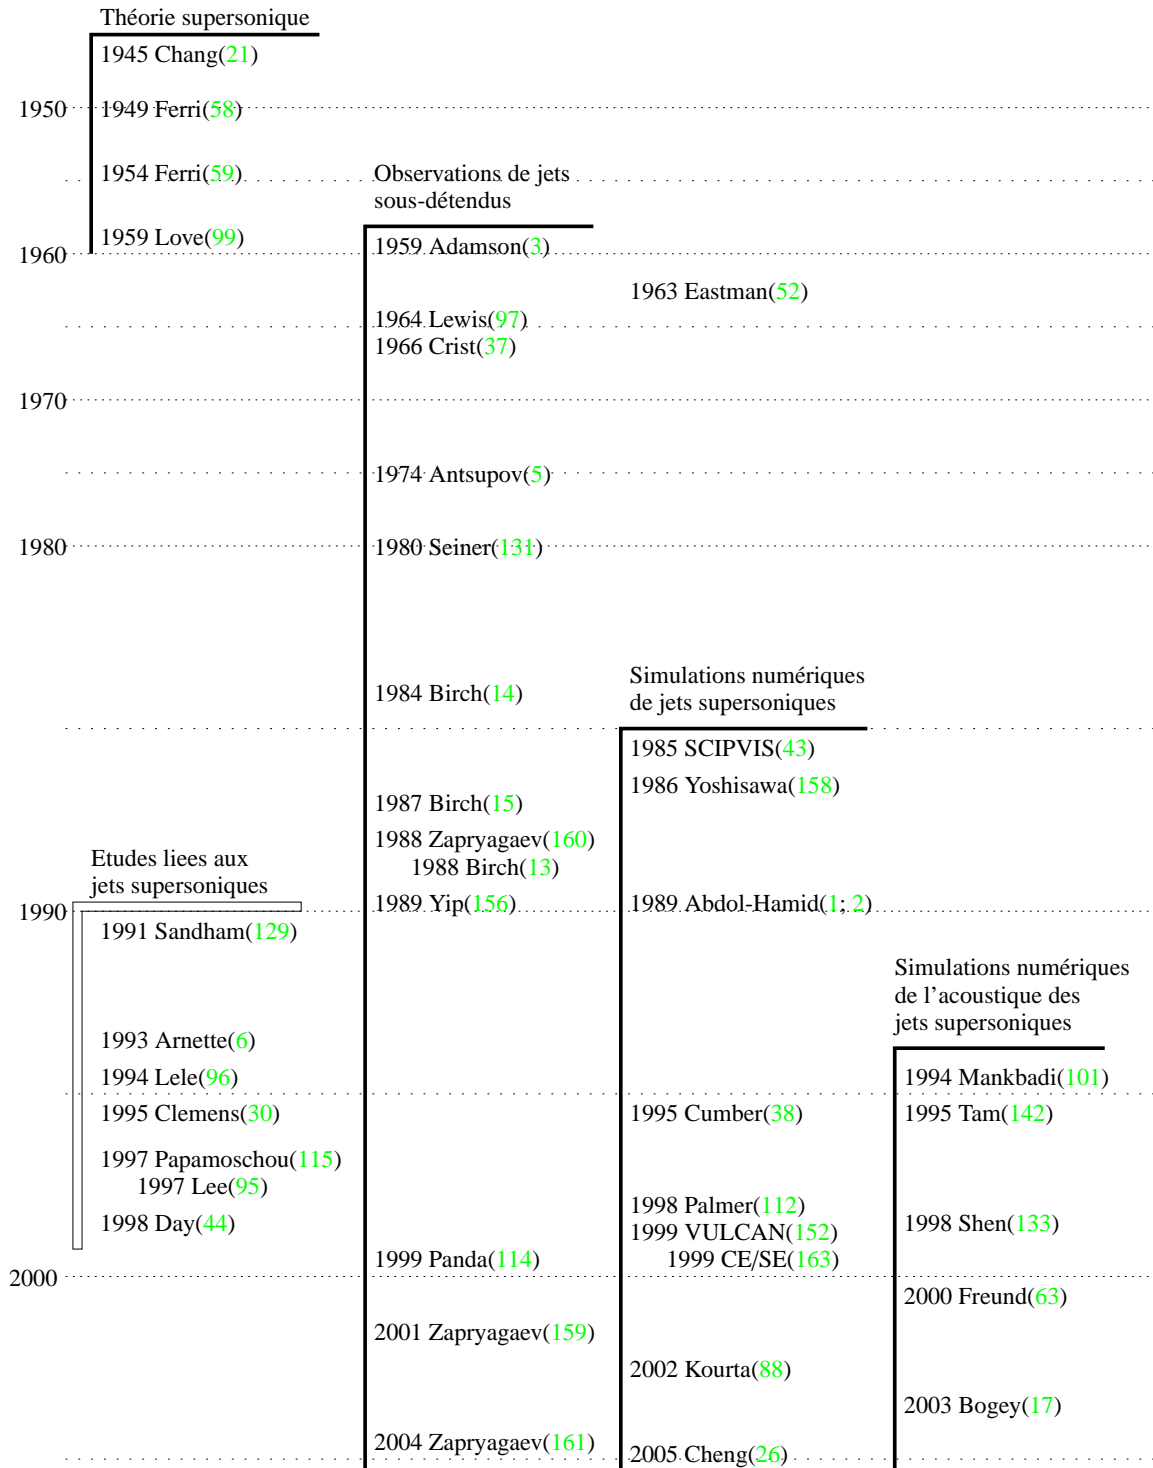 Théorie supersonique
1945 Chang(21)
1950
1949 Ferri(58)
1954 Ferri(59)
1959 Love(99)
Observations de jets
sous-détendus
1960
1959 Adamson(3)
1963 Eastman(52)
1964 Lewis(97)
1966 Crist(37)
1970
1974 Antsupov(5)
1980
1980 Seiner(131)
1984 Birch(14)
Simulations numériques
de jets supersoniques
1985 SCIPVIS(43)
1986 Yoshisawa(158)
1987 Birch(15)
1988 Zapryagaev(160)
1988 Birch(13)
Etudes liees aux
jets supersoniques
1990
1989 Yip(156)
1989 Abdol-Hamid(1; 2)
1991 Sandham(129)
Simulations numériques
de l'acoustique des
jets supersoniques
1993 Arnette(6)
1994 Lele(96)
1994 Mankbadi(101)
1995 Clemens(30)
1995 Cumber(38)
1995 Tam(142)
1997 Papamoschou(115)
1997 Lee(95)
1998 Day(44)
1998 Palmer(112)
1999 VULCAN(152)
1999 CE/SE(163)
1998 Shen(133)
1999 Panda(114)
2000
2000 Freund(63)
2001 Zapryagaev(159)
2002 Kourta(88)
2003 Bogey(17)
2004 Zapryagaev(161)
2005 Cheng(26)